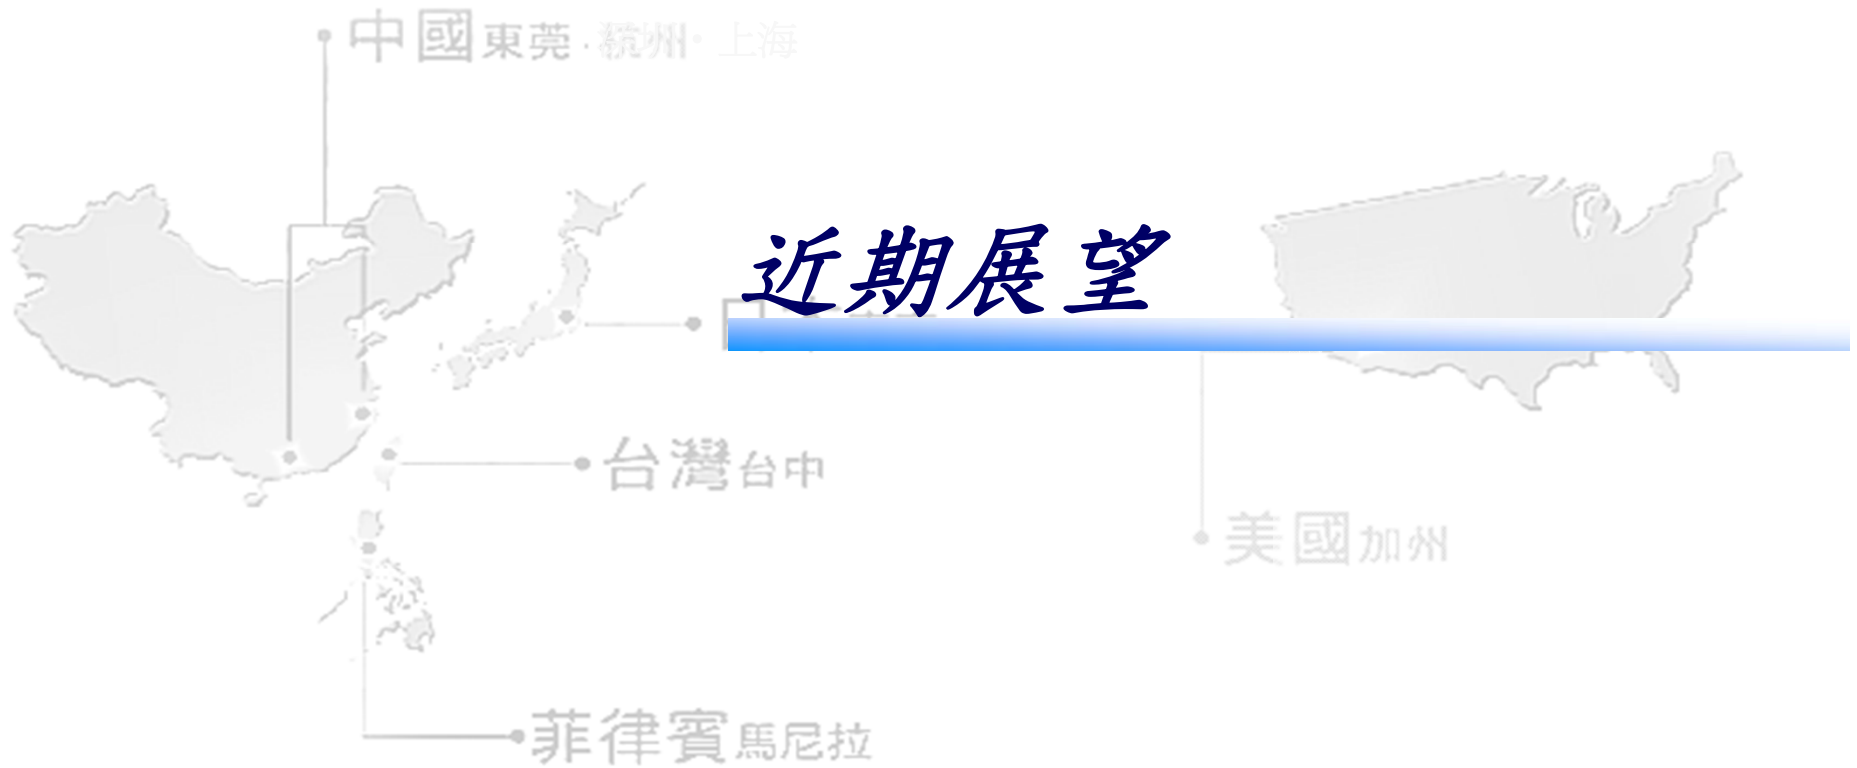 中國 東莞 · 上海
近期展望
台灣 台中
美國 加州
菲律賓 馬尼拉